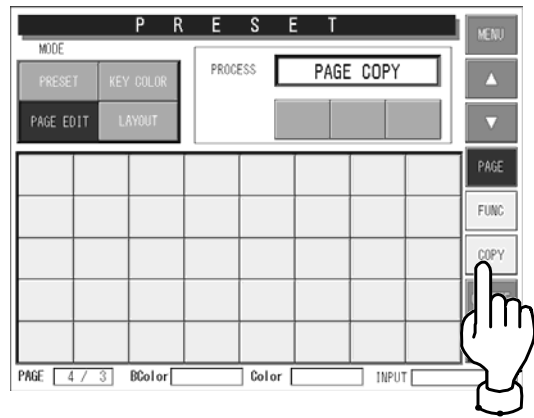 PRESET
MENU
MODE
PRESET KEY COLOR
PAGE EDIT LAYOUT
PROCESS PAGE COPY
PAGE
FUNC
COPY
PAGE 4 / 3 BColor Color INPUT